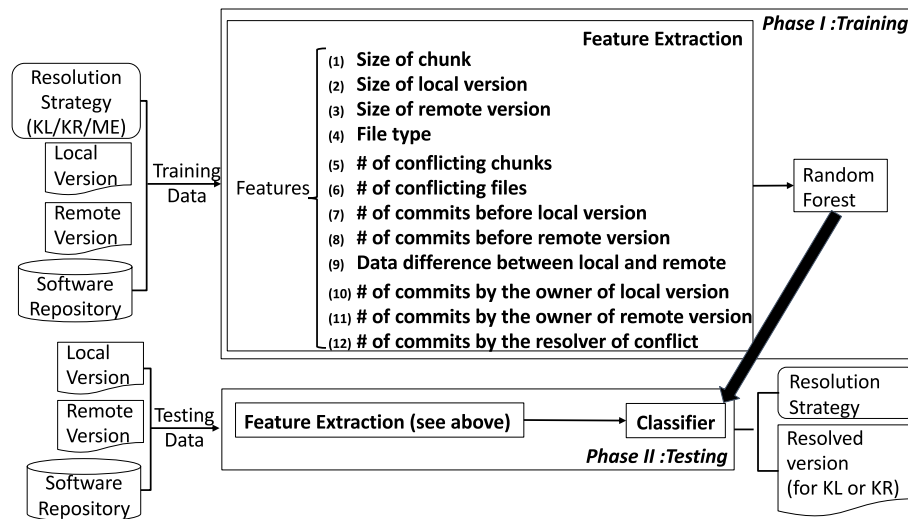 Phase I :Training
Feature Extraction
Resolution
Strategy
(KL/KR/ME)
Local
Version
Remote
Version
Software
Repository
Training
Data
Features
(1) Size of chunk
(2) Size of local version
(3) Size of remote version
(4) File type
(5) # of conflicting chunks
(6) # of conflicting files
(7) # of commits before local version
(8) # of commits before remote version
(9) Data difference between local and remote
(10) # of commits by the owner of local version
(11) # of commits by the owner of remote version
(12) # of commits by the resolver of conflict
Random
Forest
Local
Version
Remote
Version
Software
Repository
Testing
Data
Feature Extraction (see above)
Classifier
Phase II :Testing
Resolution
Strategy
Resolved
version
(for KL or KR)